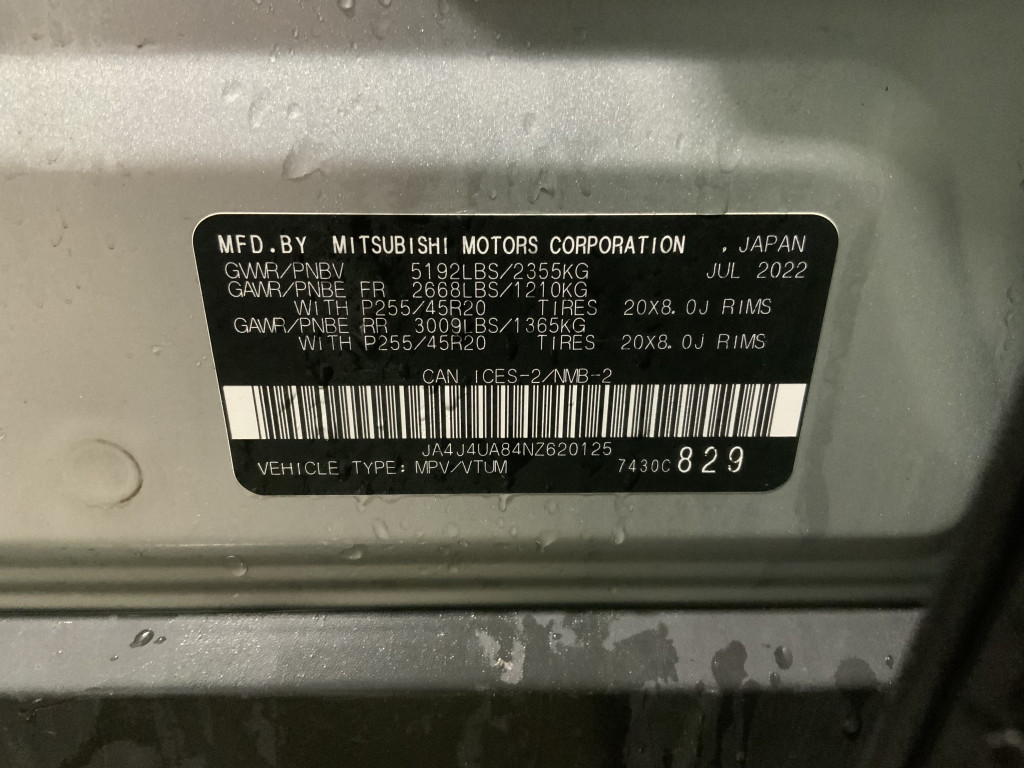 MFD.BY MITSUBISHI MOTORS CORPORATION , JAPAN
GVWR/PNBV 5192LBS/2355KG JUL 2022
GAWR/PNBE FR 2668LBS/1210KG
WITH P255/45R20 TIRES 20X8.0J RIMS
GAWR/PNBE RR 3009LBS/1365KG
WITH P255/45R20 TIRES 20X8.0J RIMS
CAN ICES-2/NMB-2
JA4J4UA84NZ620125
VEHICLE TYPE: MPV/VTUM 7430C 829